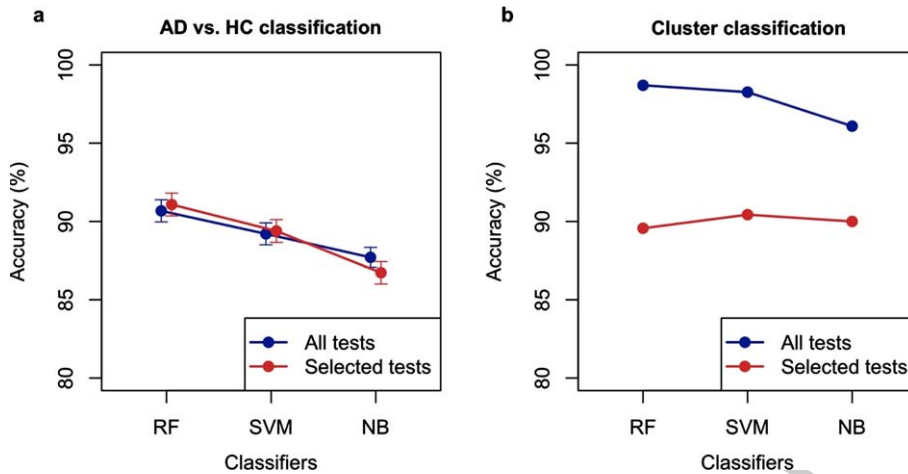 a
AD vs. HC classification
Accuracy (%)
100
95
90
85
80
All tests
Selected tests
RF SVM NB
Classifiers
b
Cluster classification
Accuracy (%)
100
95
90
85
80
All tests
Selected tests
RF SVM NB
Classifiers